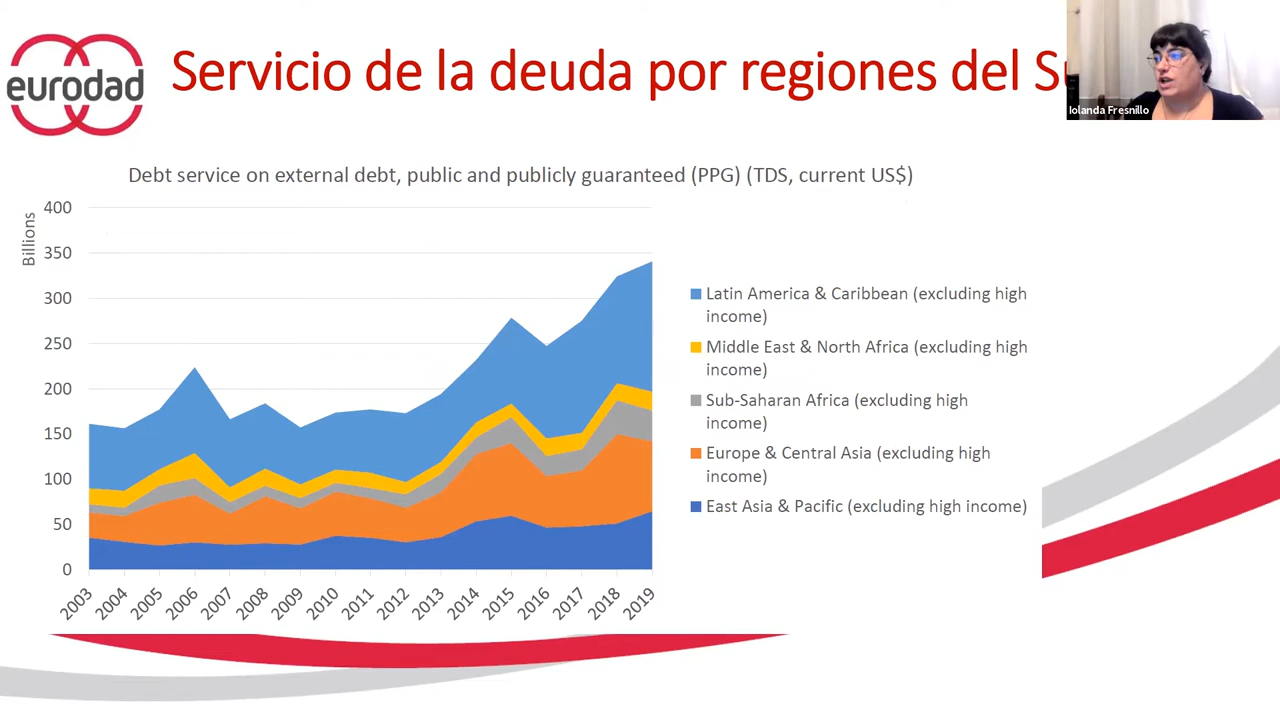 eurodad
Servicio de la deuda por regiones del
Iolanda Fresnillo
Debt service on external debt, public and publicly guaranteed (PPG) (TDS, current US$)
Billions
400
350
300
250
200
150
100
50
0
2003
2004
2005
2006
2007
2008
2009
2010
2011
2012
2013
2014
2015
2016
2017
2018
2019
Latin America & Caribbean (excluding high
income)
Middle East & North Africa (excluding high
income)
Sub-Saharan Africa (excluding high
income)
Europe & Central Asia (excluding high
income)
East Asia & Pacific (excluding high income)